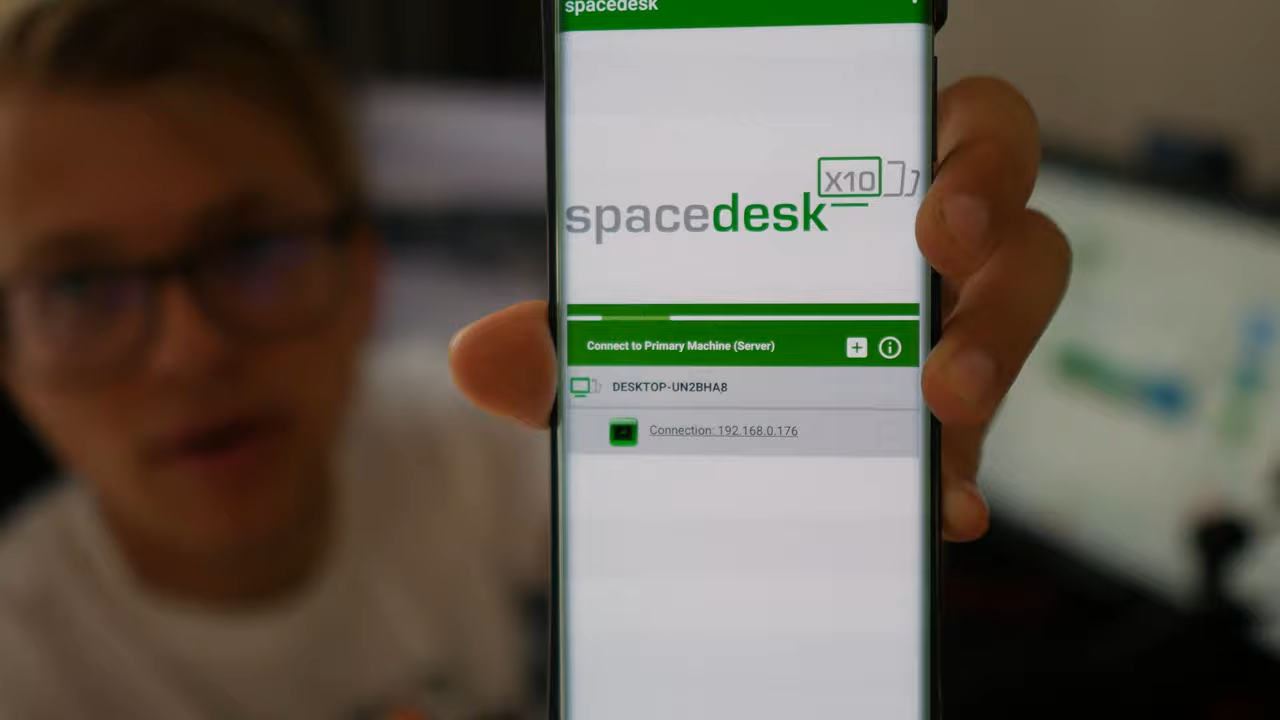 spacedesk
X10
spacedesk
Connect to Primary Machine (Server)
DESKTOP-UN2BHA8
Connection: 192.168.0.176